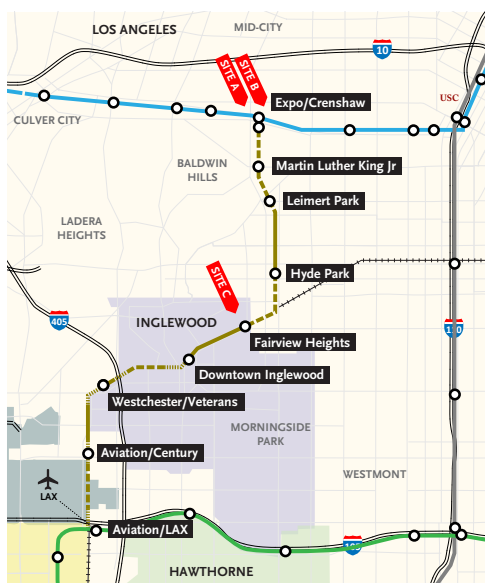 MID-CITY
LOS ANGELES
10
SITE A
SITE B
Expo/Crenshaw
USC
CULVER CITY
BALDWIN
HILLS
Martin Luther King Jr
Leimert Park
LADERA
HEIGHTS
Hyde Park
SITE C
405
INGLEWOOD
110
Fairview Heights
Downtown Inglewood
Westchester/Veterans
MORNINGSIDE
PARK
Aviation/Century
WESTMONT
LAX
Aviation/LAX
105
HAWTHORNE